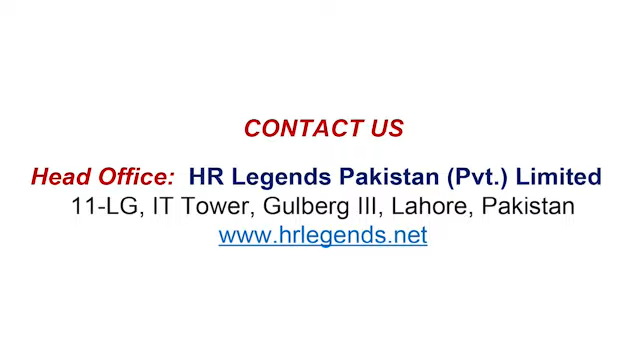 CONTACT US
Head Office: HR Legends Pakistan (Pvt.) Limited
11-LG, IT Tower, Gulberg III, Lahore, Pakistan
www.hrlegends.net